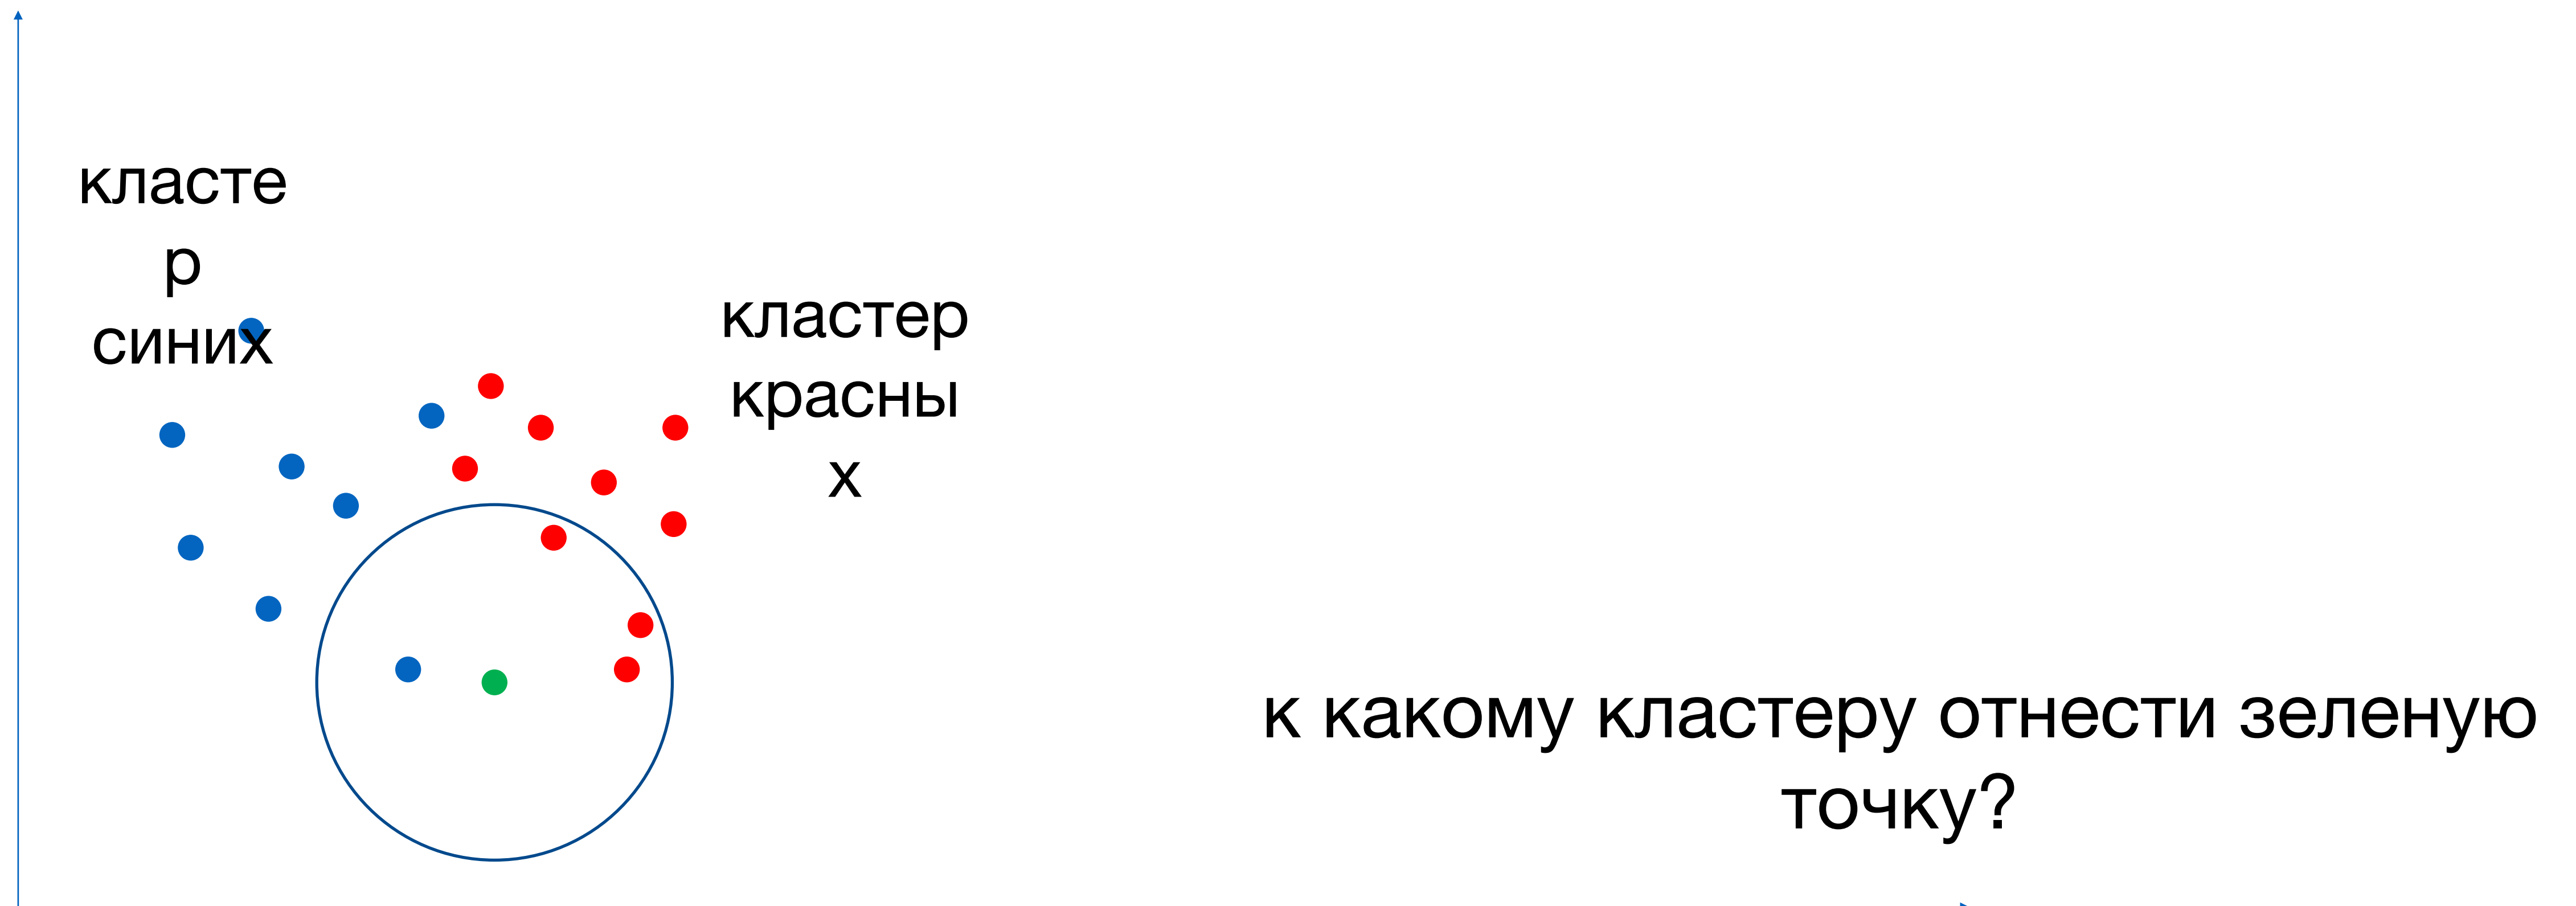 класте
р
синих
кластер
красны
х
к какому кластеру отнести зеленую
точку?